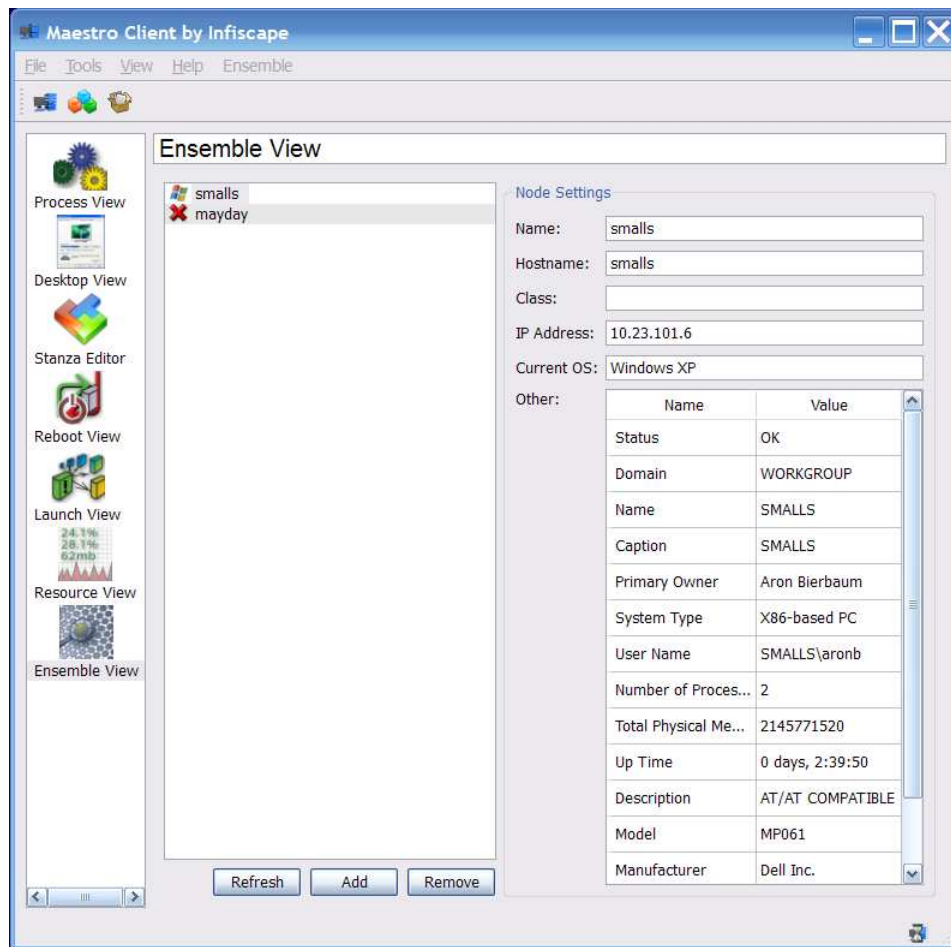 Maestro Client by Infiscape
File Tools View Help Ensemble
Process View
Desktop View
Stanza Editor
Reboot View
Launch View
24.1%
28.1%
62mb
Resource View
Ensemble View
Ensemble View
smalls
mayday
Refresh Add Remove
Node Settings
Name: smalls
Hostname: smalls
Class:
IP Address: 10.23.101.6
Current OS: Windows XP
Other:
Name Value
Status OK
Domain WORKGROUP
Name SMALLS
Caption SMALLS
Primary Owner Aron Bierbaum
System Type X86-based PC
User Name SMALLS\aronb
Number of Proces... 2
Total Physical Me... 2145771520
Up Time 0 days, 2:39:50
Description AT/AT COMPATIBLE
Model MP061
Manufacturer Dell Inc.